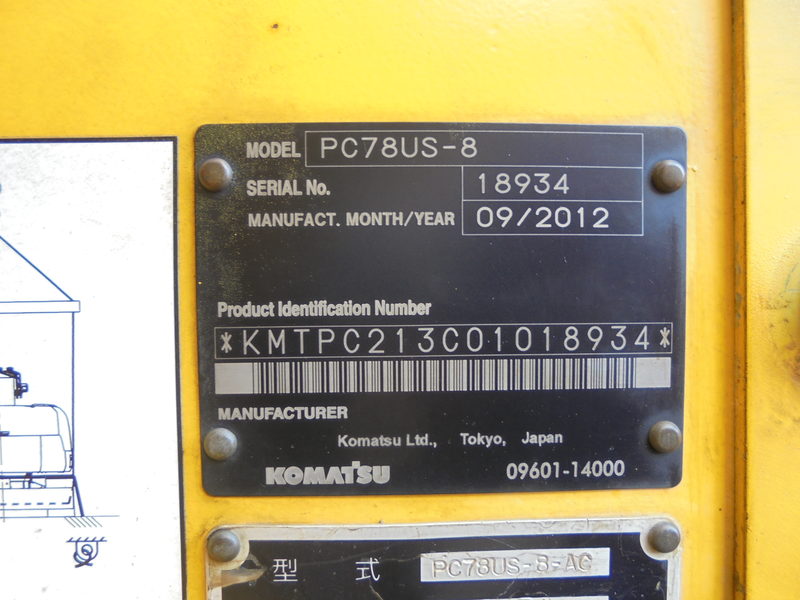 MODEL PC78US-8
SERIAL No. 18934
MANUFACT. MONTH/YEAR 09/2012
Product Identification Number
*KMTPC213C01018934*
MANUFACTURER
Komatsu Ltd., Tokyo, Japan
KOMATSU 09601-14000
型 式 PC78US-8-AC